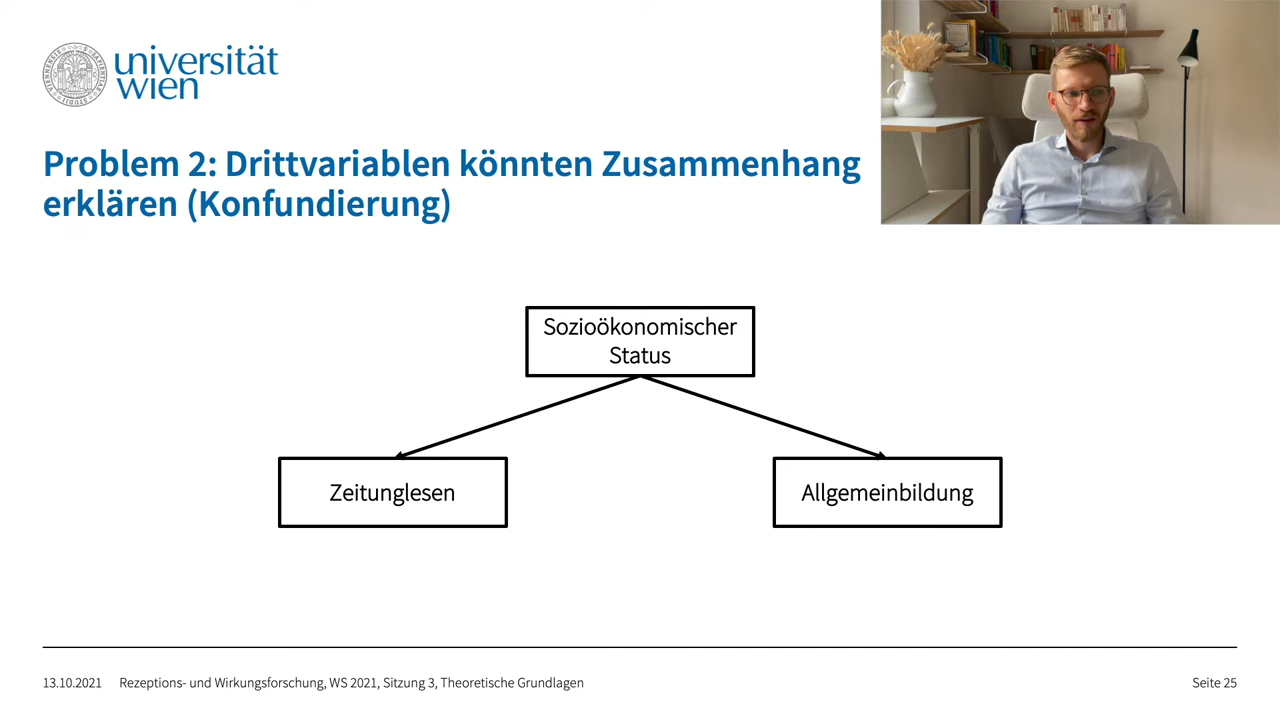 universität
wien
Problem 2: Drittvariablen könnten Zusammenhang
erklären (Konfundierung)
Sozioökonomischer
Status
Zeitunglesen
Allgemeinbildung
13.10.2021 Rezeptions- und Wirkungsforschung, WS 2021, Sitzung 3, Theoretische Grundlagen
Seite 25